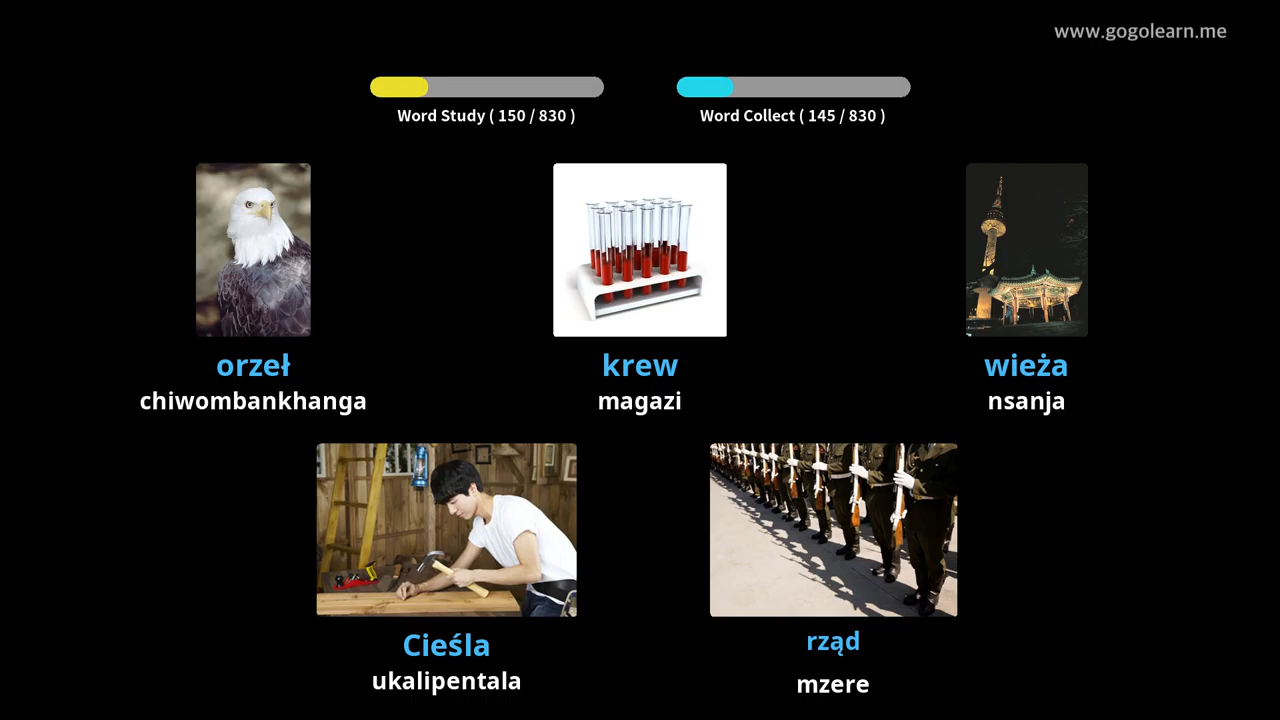 www.gogolearn.me
Word Study ( 150 / 830 )
Word Collect ( 145 / 830 )
orzeł
chiwombankhanga
krew
magazi
wieża
nsanja
Cieśla
ukalipentala
rząd
mzere